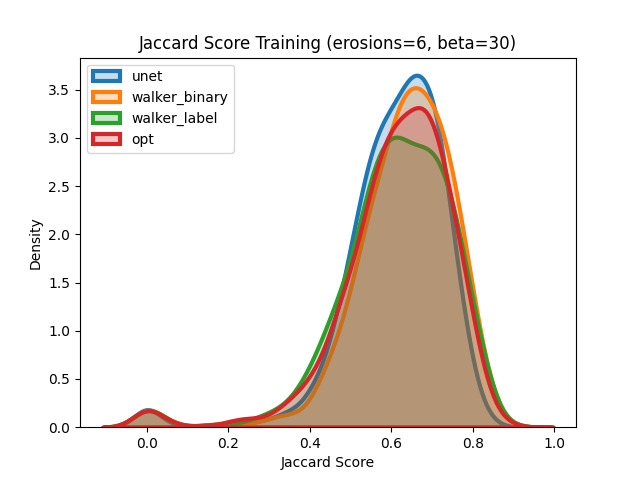 Jaccard Score Training (erosions=6, beta=30)
unet
walker_binary
walker_label
opt
3.5
3.0
2.5
2.0
1.5
1.0
0.5
0.0
Density
0.0 0.2 0.4 0.6 0.8 1.0
Jaccard Score